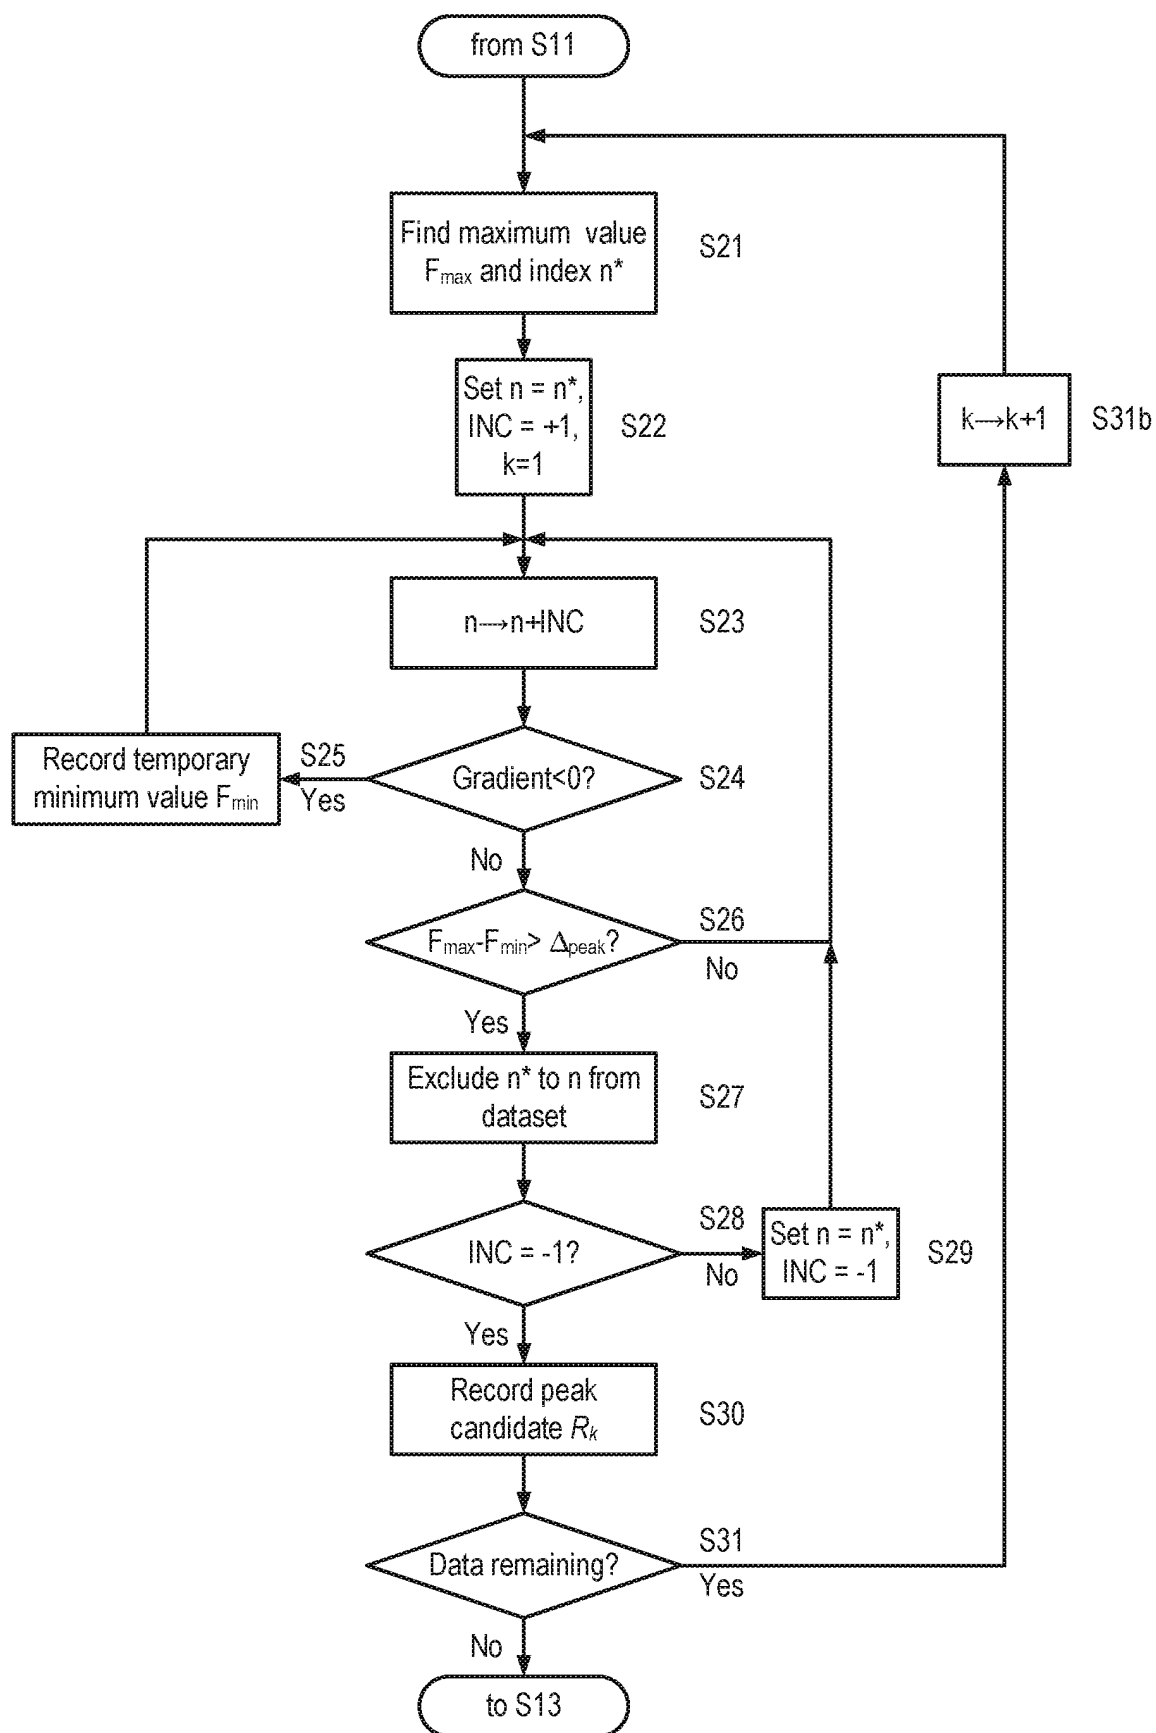 from S11
Find maximum value
Fmax and index n*
S21
Set n = n*,
INC = +1,
k=1
S22
k→k+1
S31b
n→n+INC
S23
Record temporary
minimum value Fmin
S25
Yes
Gradient<0?
S24
No
Fmax-Fmin> Δpeak?
S26
No
Yes
Exclude n* to n from
dataset
S27
INC = -1?
S28
No
Set n = n*,
INC = -1
S29
Yes
Record peak
candidate Rk
S30
Data remaining?
S31
Yes
No
to S13